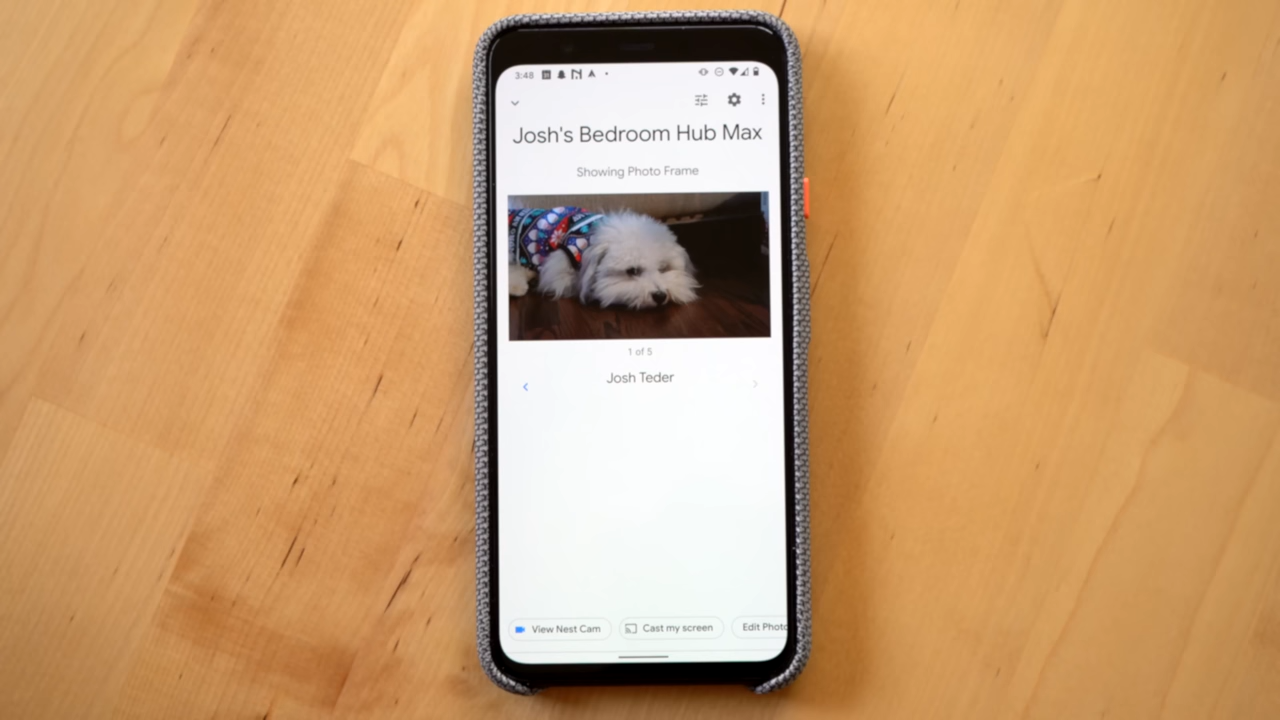 3:48
Josh's Bedroom Hub Max
Showing Photo Frame
1 of 5
Josh Teder
View Nest Cam
Cast my screen
Edit Photo